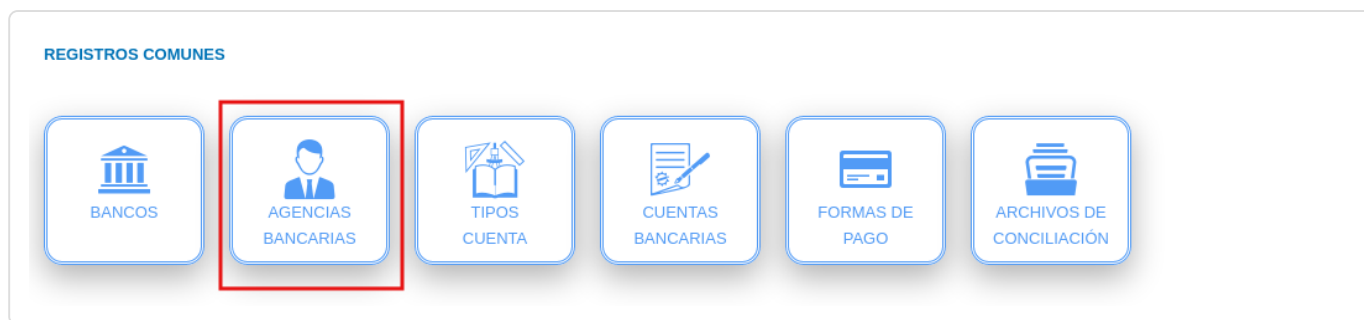 REGISTROS COMUNES
BANCOS
AGENCIAS
BANCARIAS
TIPOS
CUENTA
CUENTAS
BANCARIAS
FORMAS DE
PAGO
ARCHIVOS DE
CONCILIACIÓN